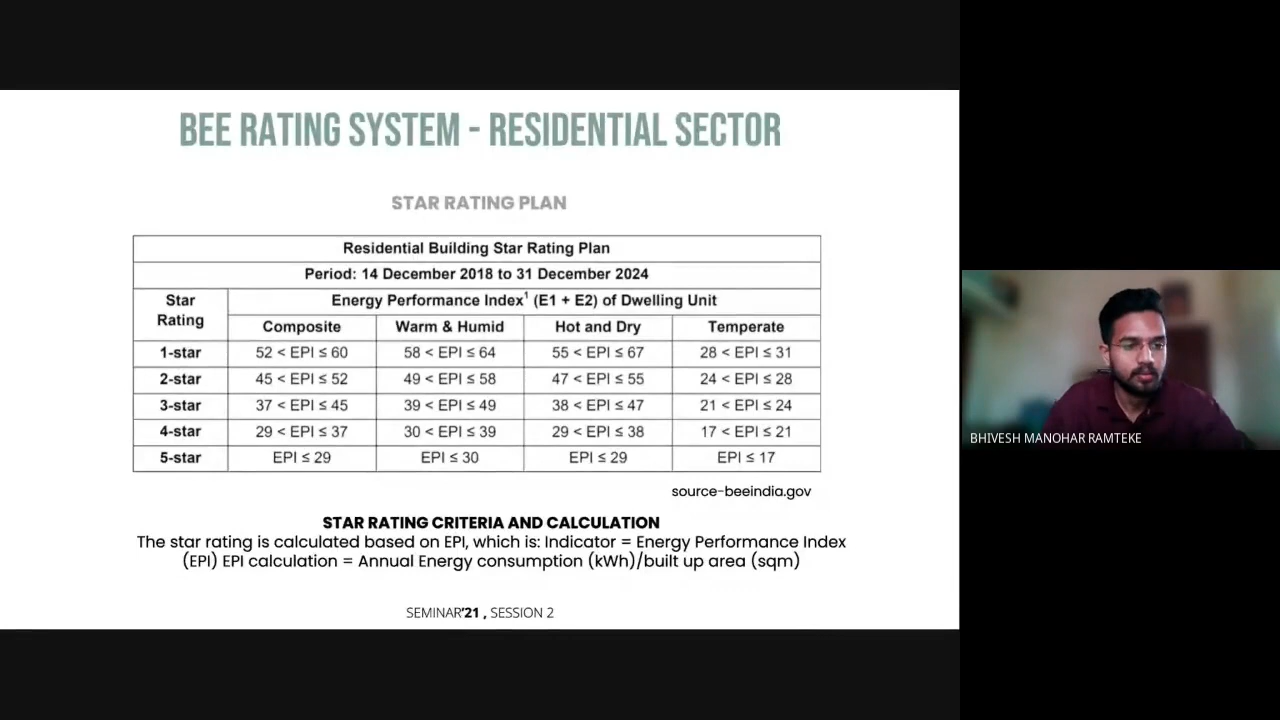 BEE RATING SYSTEM - RESIDENTIAL SECTOR
STAR RATING PLAN
Residential Building Star Rating Plan
Period: 14 December 2018 to 31 December 2024
Star Rating
Energy Performance Index¹ (E1 + E2) of Dwelling Unit
Composite Warm & Humid Hot and Dry Temperate
1-star 52 < EPI ≤ 60 58 < EPI ≤ 64 55 < EPI ≤ 67 28 < EPI ≤ 31
2-star 45 < EPI ≤ 52 49 < EPI ≤ 58 47 < EPI ≤ 55 24 < EPI ≤ 28
3-star 37 < EPI ≤ 45 39 < EPI ≤ 49 38 < EPI ≤ 47 21 < EPI ≤ 24
4-star 29 < EPI ≤ 37 30 < EPI ≤ 39 29 < EPI ≤ 38 17 < EPI ≤ 21
5-star EPI ≤ 29 EPI ≤ 30 EPI ≤ 29 EPI ≤ 17
source-beeindia.gov
STAR RATING CRITERIA AND CALCULATION
The star rating is calculated based on EPI, which is: Indicator = Energy Performance Index
(EPI) EPI calculation = Annual Energy consumption (kWh)/built up area (sqm)
SEMINAR'21 , SESSION 2
BHIVESH MANOHAR RAMTEKE